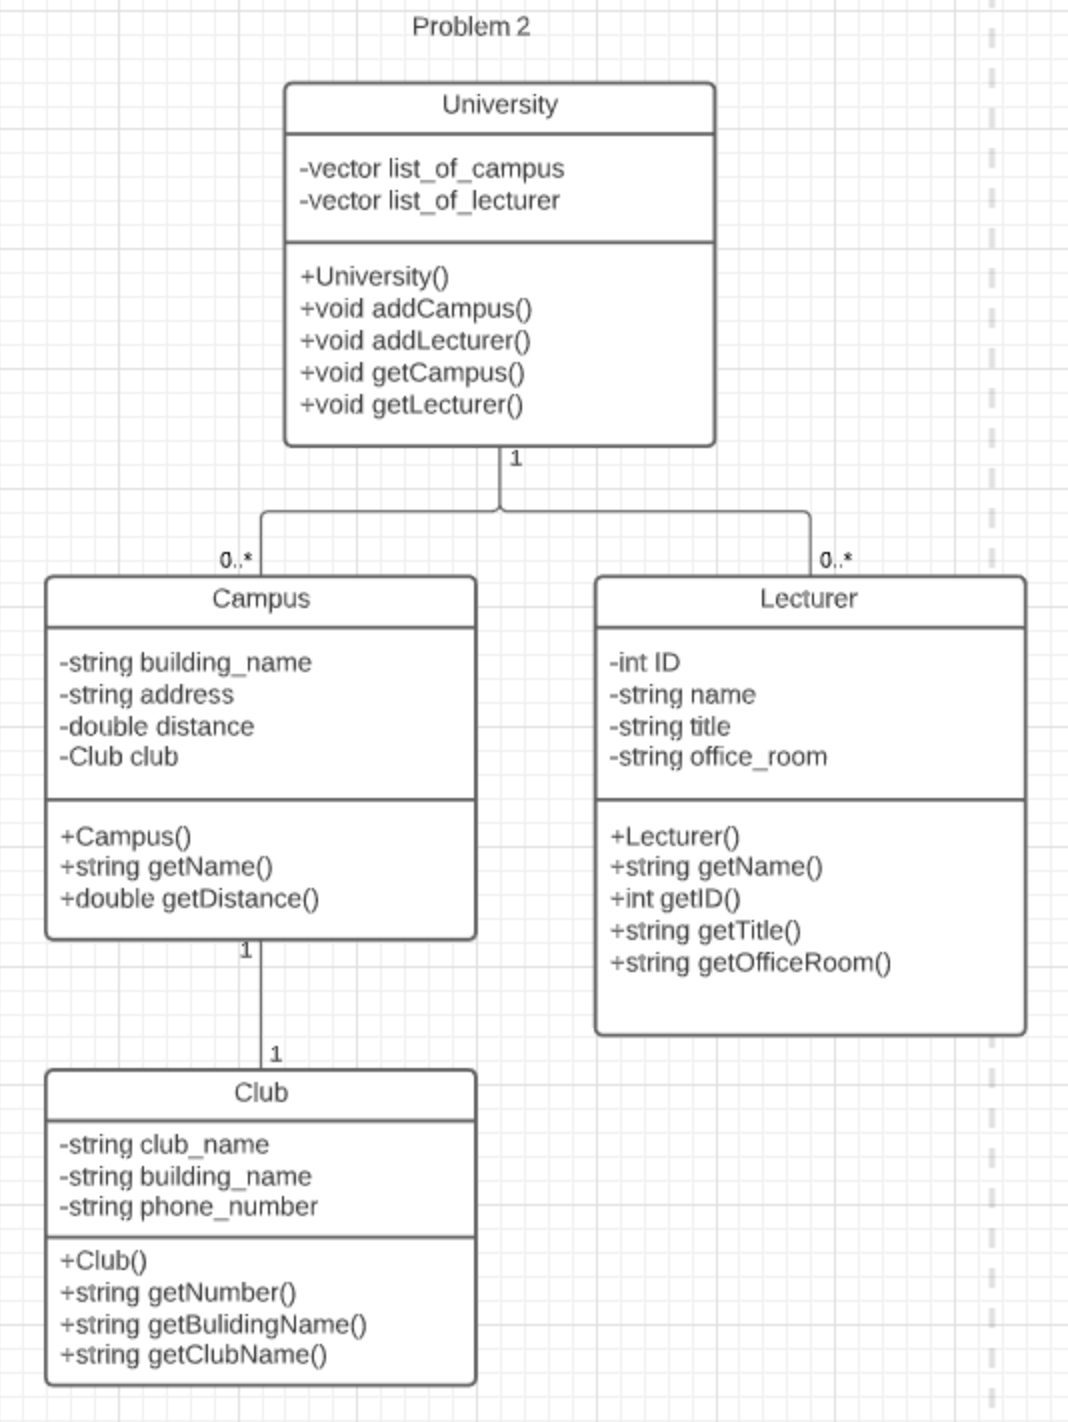 Problem 2
University
-vector list_of_campus
-vector list_of_lecturer
+University()
+void addCampus()
+void addLecturer()
+void getCampus()
+void getLecturer()
1
0..*
0..*
Campus
-string building_name
-string address
-double distance
-Club club
+Campus()
+string getName()
+double getDistance()
Lecturer
-int ID
-string name
-string title
-string office_room
+Lecturer()
+string getName()
+int getID()
+string getTitle()
+string getOfficeRoom()
1
1
Club
-string club_name
-string building_name
-string phone_number
+Club()
+string getNumber()
+string getBulidingName()
+string getClubName()